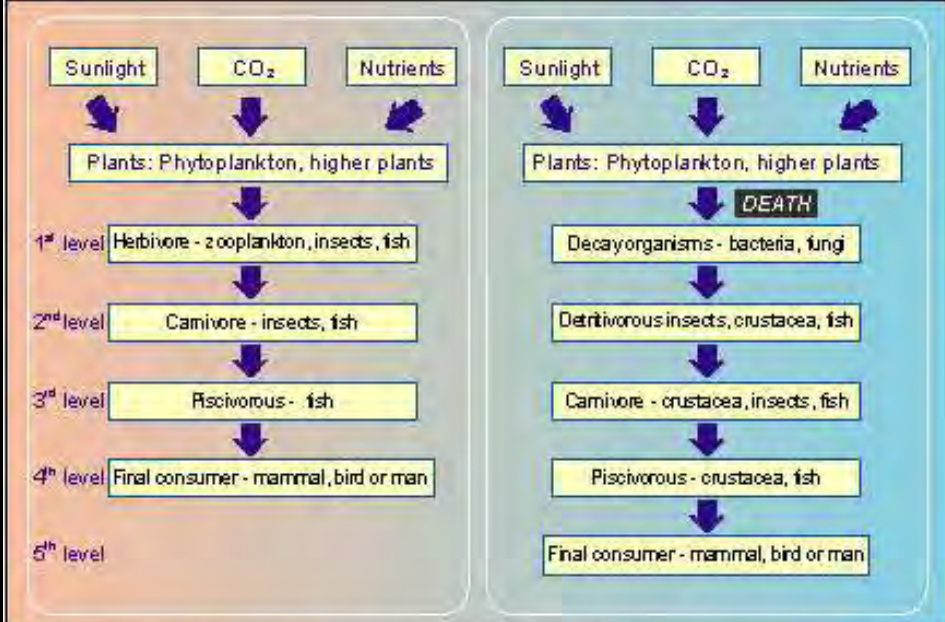 Sunlight
CO₂
Nutrients
Plants: Phytoplankton, higher plants
1st level
Herbivore - zooplankton, insects, fish
2nd level
Carnivore - insects, fish
3rd level
Piscivorous - fish
4th level
Final consumer - mammal, bird or man
5th level
Sunlight
CO₂
Nutrients
Plants: Phytoplankton, higher plants
DEATH
Decay organisms - bacteria, fungi
Detritivorous insects, crustacea, fish
Carnivore - crustacea, insects, fish
Piscivorous - crustacea, fish
Final consumer - mammal, bird or man